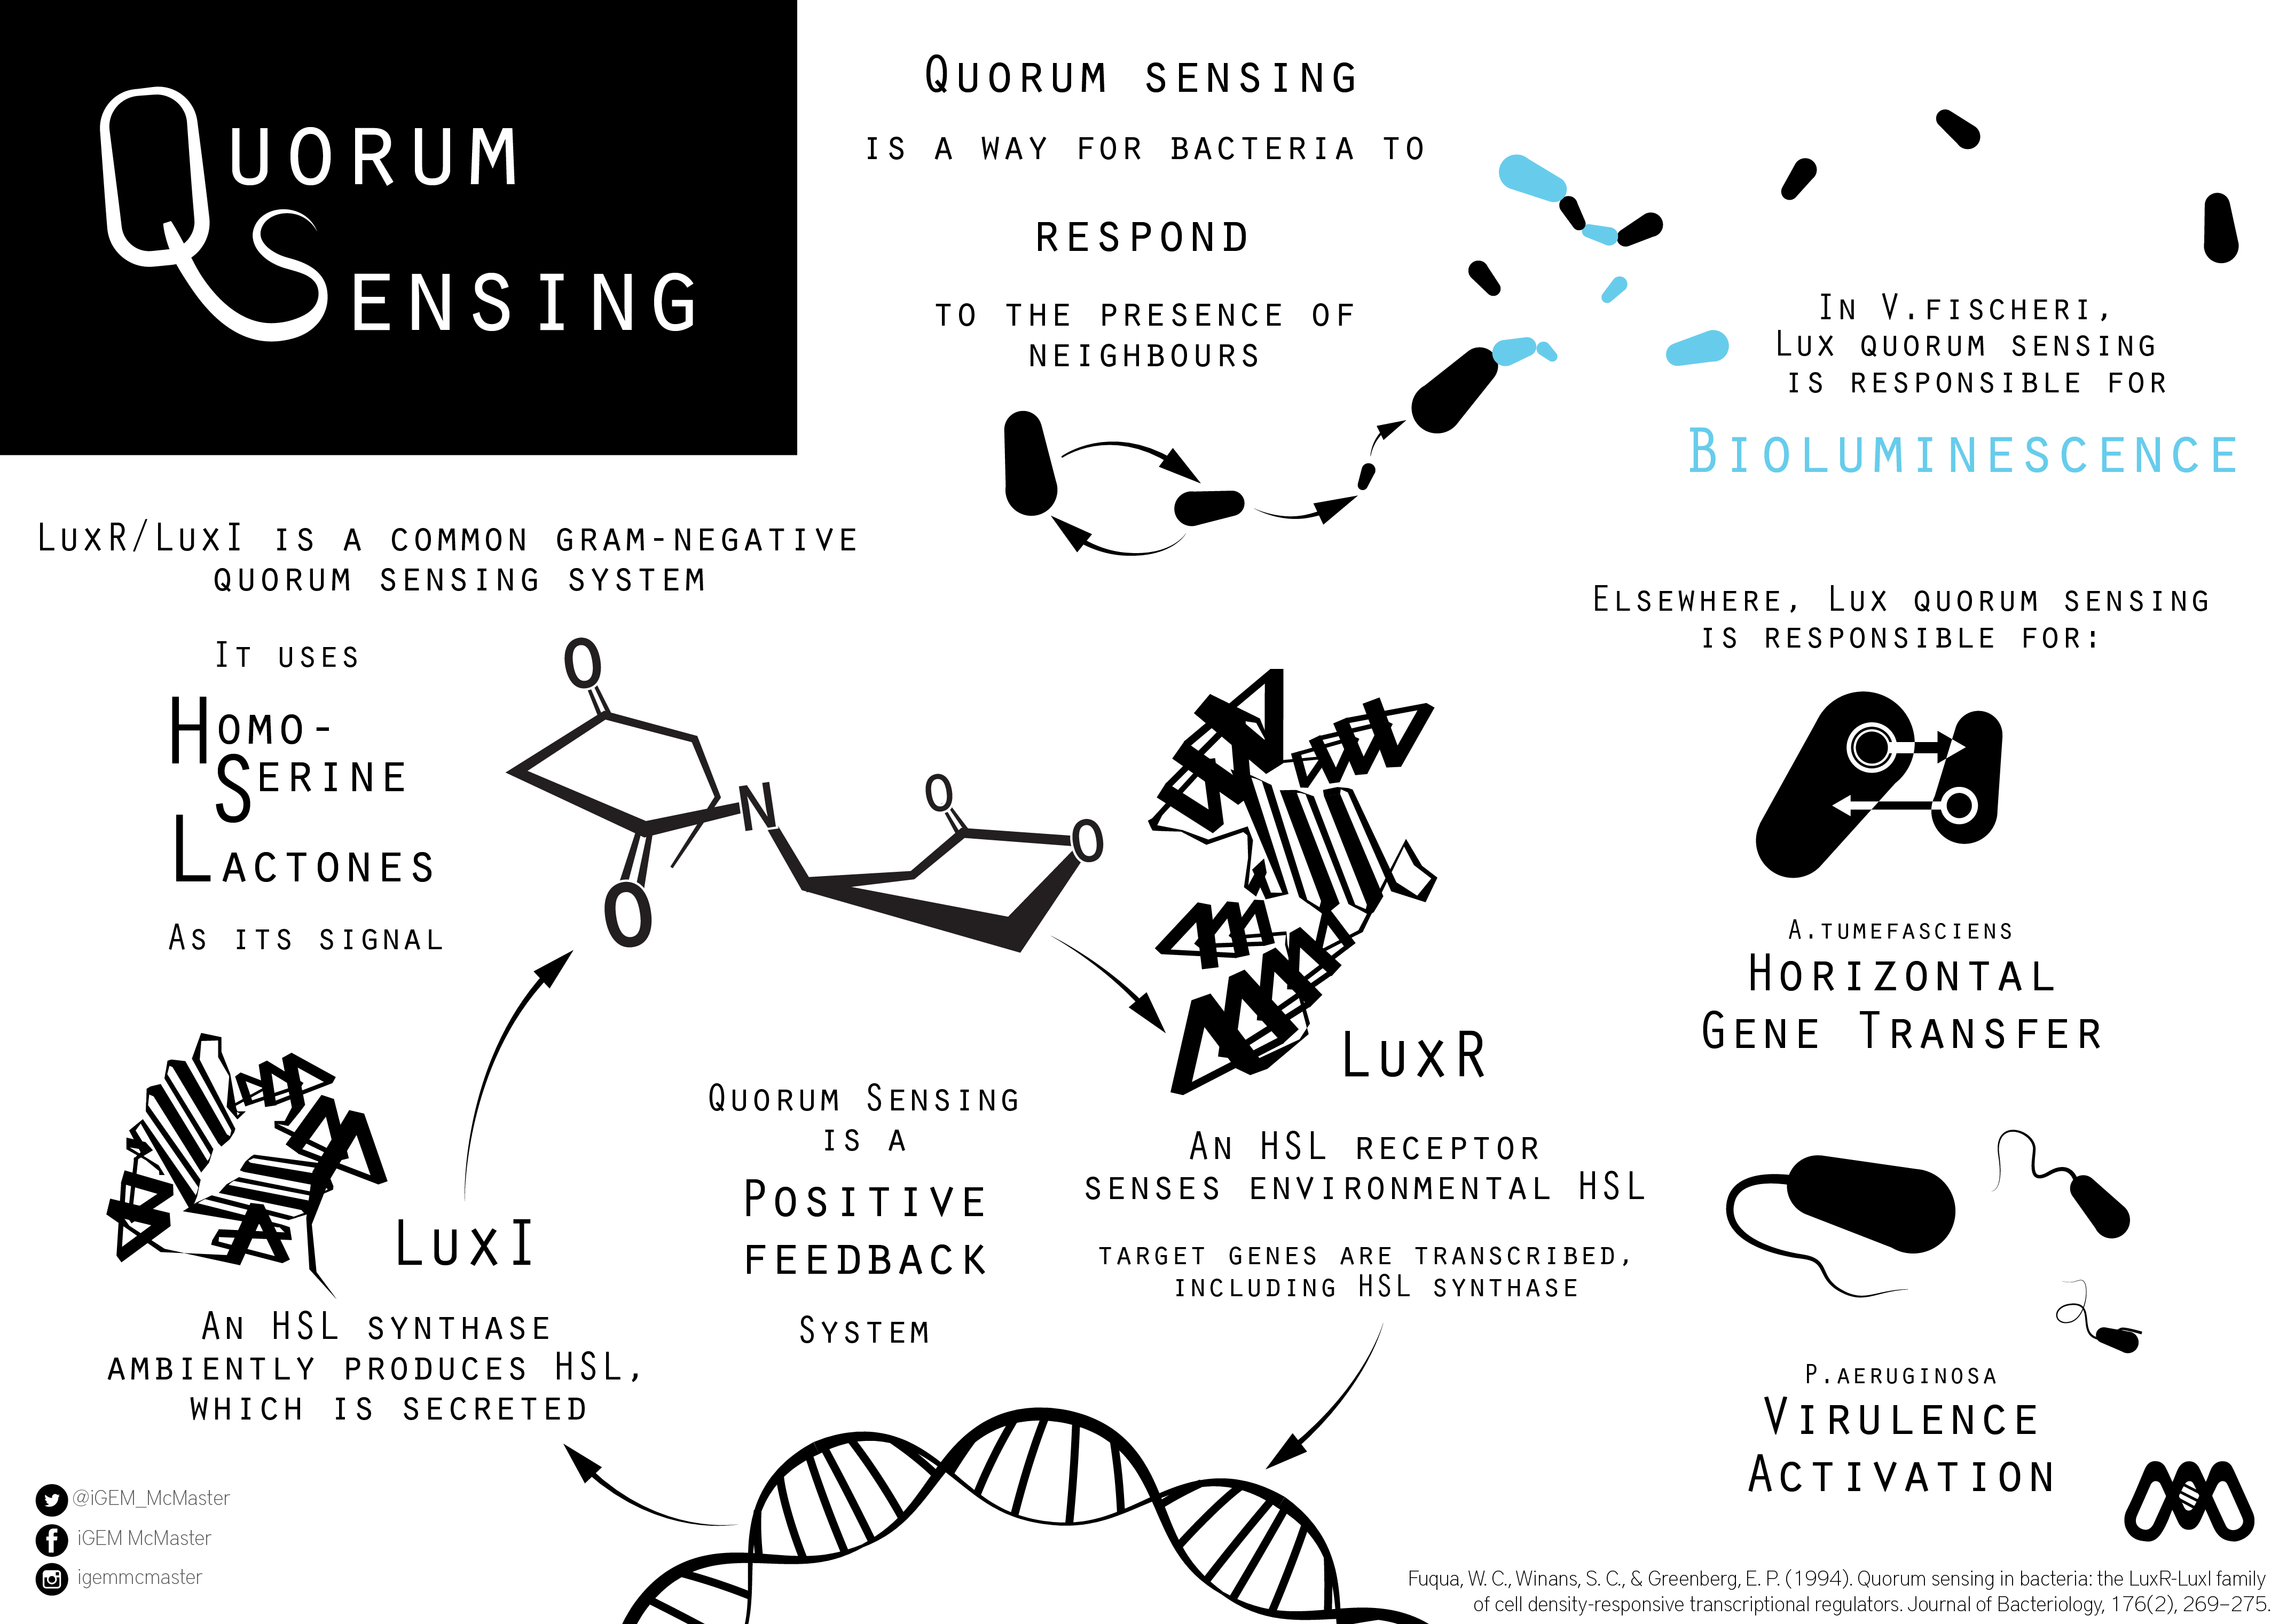 Quorum
Sensing
Quorum sensing
is a way for bacteria to
respond
to the presence of
neighbours
In V.fischeri,
Lux quorum sensing
is responsible for
Bioluminescence
LuxR/LuxI is a common gram-negative
quorum sensing system
It uses
Homo-
Serine
Lactones
As its signal
O
O
N
O
O
LuxI
An HSL synthase
ambiently produces HSL,
which is secreted
Quorum Sensing
is a
Positive
feedback
System
LuxR
An HSL receptor
senses environmental HSL
target genes are transcribed,
including HSL synthase
Elsewhere, Lux quorum sensing
is responsible for:
A.tumefasciens
Horizontal
Gene Transfer
P.aeruginosa
Virulence
Activation
@iGEM_McMaster
iGEM McMaster
igemmcmaster
Fuqua, W. C., Winans, S. C., & Greenberg, E. P. (1994). Quorum sensing in bacteria: the LuxR-LuxI family
of cell density-responsive transcriptional regulators. Journal of Bacteriology, 176(2), 269–275.